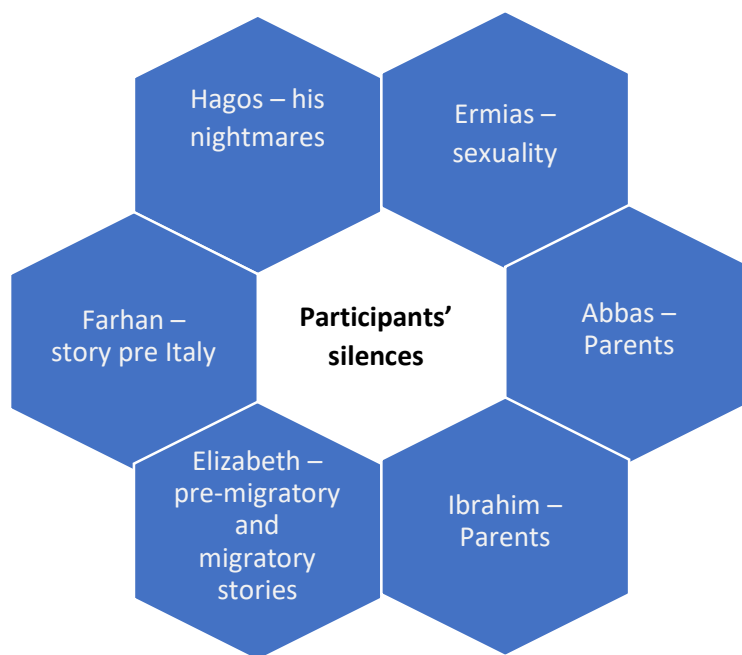 Hagos – his
nightmares
Ermias –
sexuality
Farhan –
story pre Italy
Participants’
silences
Abbas –
Parents
Elizabeth –
pre-migratory
and
migratory
stories
Ibrahim –
Parents